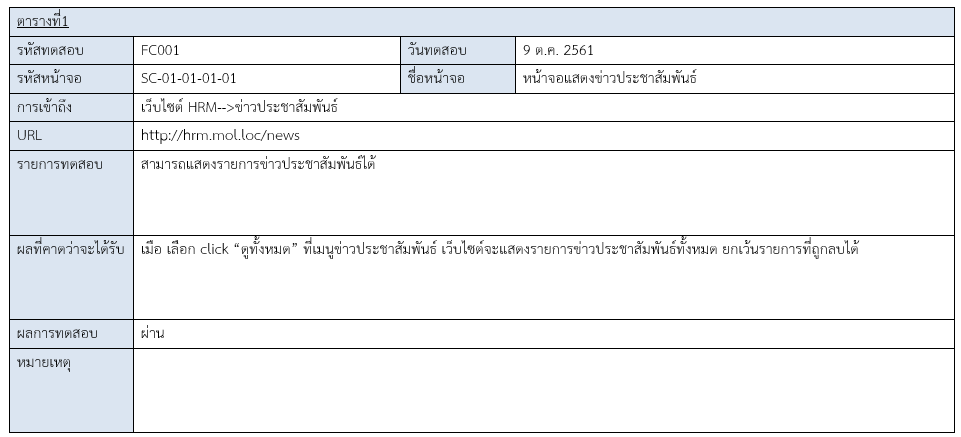 ตารางที่1
รหัสทดสอบ FC001 วันทดสอบ 9 ต.ค. 2561
รหัสหน้าจอ SC-01-01-01-01 ชื่อหน้าจอ หน้าจอแสดงข่าวประชาสัมพันธ์
การเข้าถึง เว็บไซต์ HRM-->ข่าวประชาสัมพันธ์
URL http://hrm.mol.loc/news
รายการทดสอบ สามารถแสดงรายการข่าวประชาสัมพันธ์ได้
ผลที่คาดว่าจะได้รับ เมือ เลือก click “ดูทั้งหมด” ที่เมนูข่าวประชาสัมพันธ์ เว็บไซต์จะแสดงรายการข่าวประชาสัมพันธ์ทั้งหมด ยกเว้นรายการที่ถูกลบได้
ผลการทดสอบ ผ่าน
หมายเหตุ